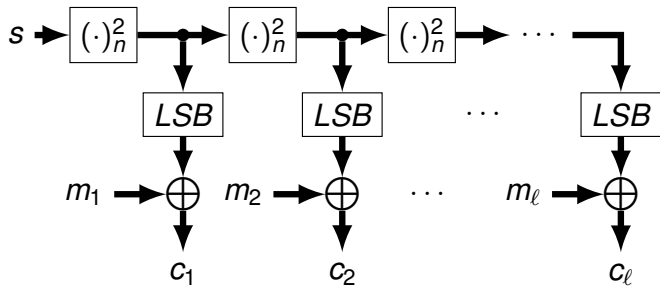 s (·)²ₙ (·)²ₙ (·)²ₙ ···
LSB LSB ··· LSB
m₁ ⊕ m₂ ⊕ ··· m_ℓ ⊕
c₁ c₂ c_ℓ